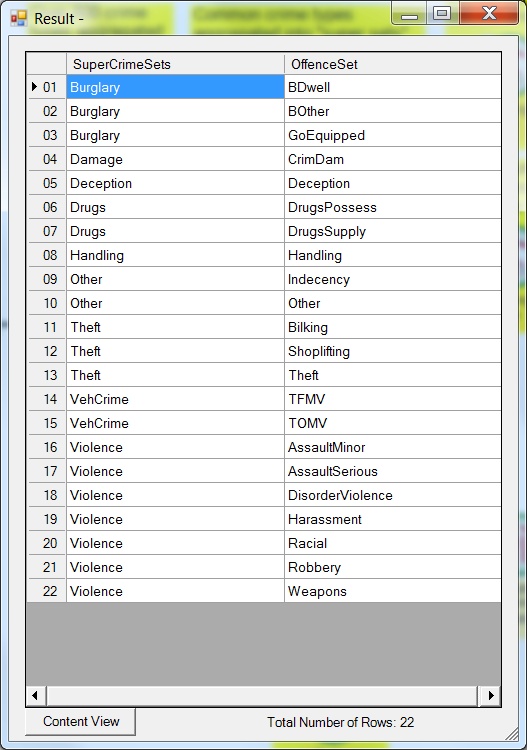 Result -
SuperCrimeSets OffenceSet
01 Burglary BDwell
02 Burglary BOther
03 Burglary GoEquipped
04 Damage CrimDam
05 Deception Deception
06 Drugs DrugsPossess
07 Drugs DrugsSupply
08 Handling Handling
09 Other Indecency
10 Other Other
11 Theft Bilking
12 Theft Shoplifting
13 Theft Theft
14 VehCrime TFMV
15 VehCrime TOMV
16 Violence AssaultMinor
17 Violence AssaultSerious
18 Violence DisorderViolence
19 Violence Harassment
20 Violence Racial
21 Violence Robbery
22 Violence Weapons
Content View Total Number of Rows: 22